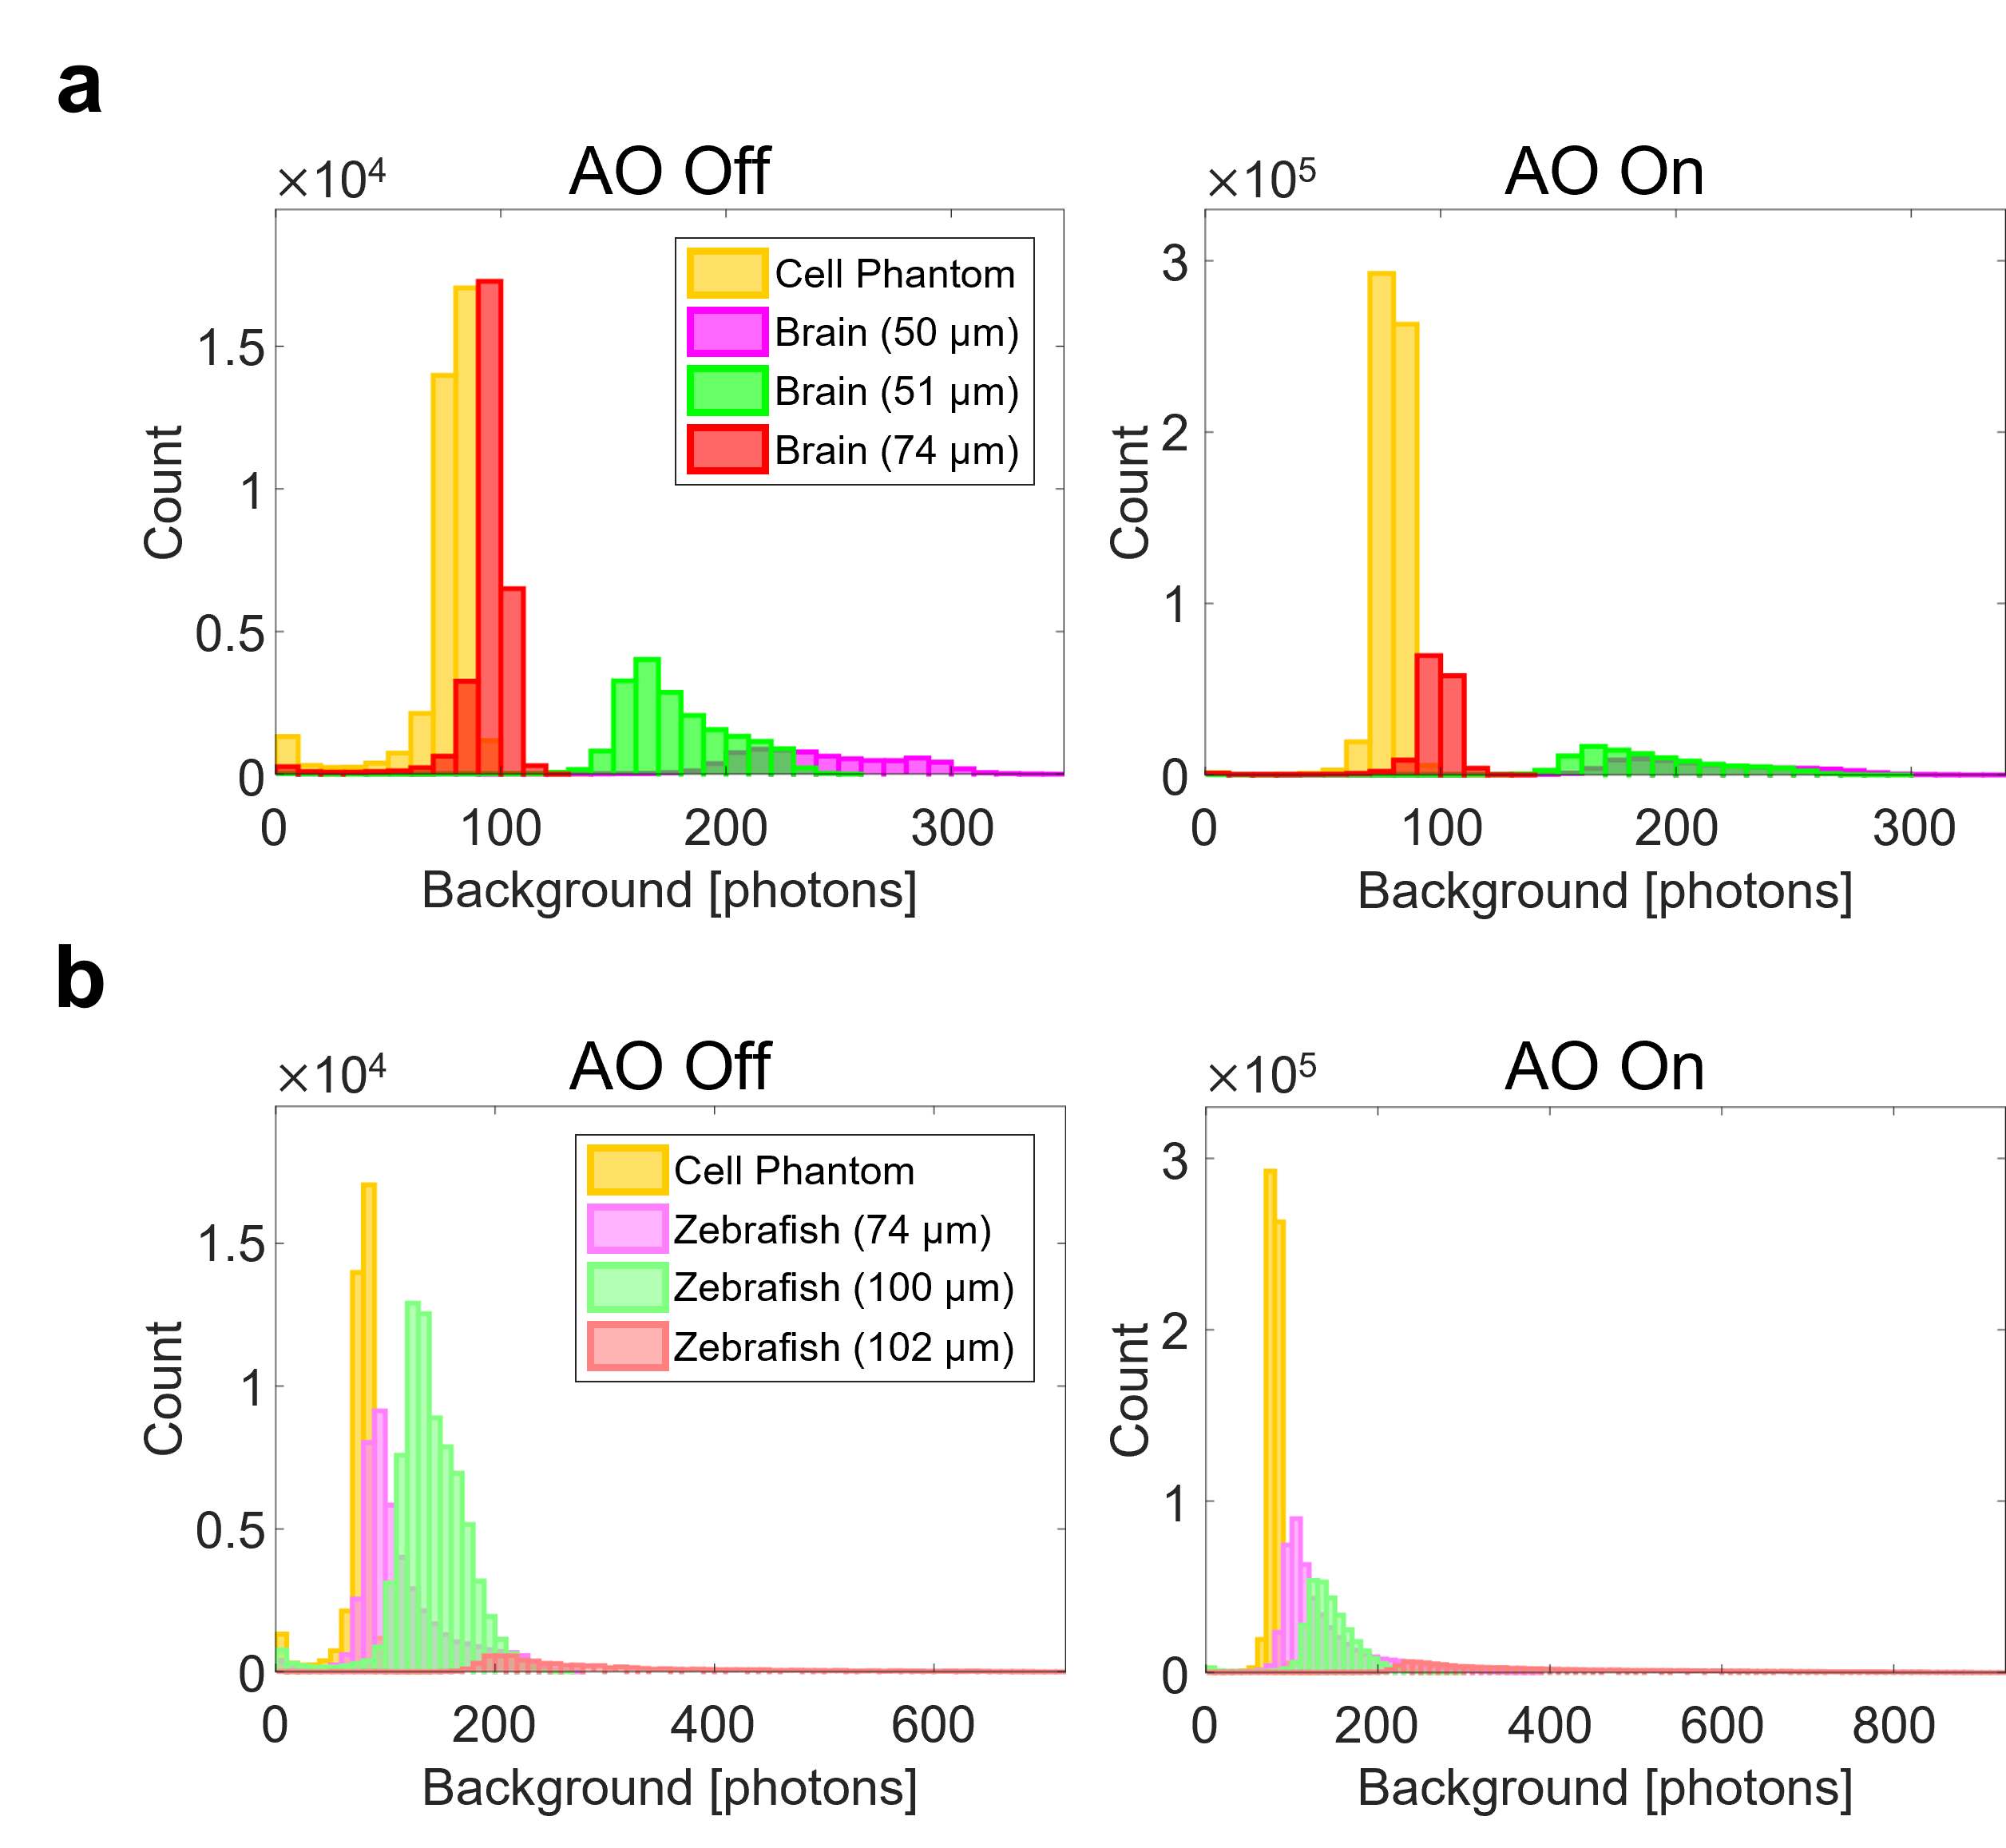 a
AO Off
×10⁴
Count
1.5
1
0.5
0
0 100 200 300
Background [photons]
Cell Phantom
Brain (50 µm)
Brain (51 µm)
Brain (74 µm)
AO On
×10⁵
Count
3
2
1
0
0 100 200 300
Background [photons]
b
AO Off
×10⁴
Count
1.5
1
0.5
0
0 200 400 600
Background [photons]
Cell Phantom
Zebrafish (74 µm)
Zebrafish (100 µm)
Zebrafish (102 µm)
AO On
×10⁵
Count
3
2
1
0
0 200 400 600 800
Background [photons]